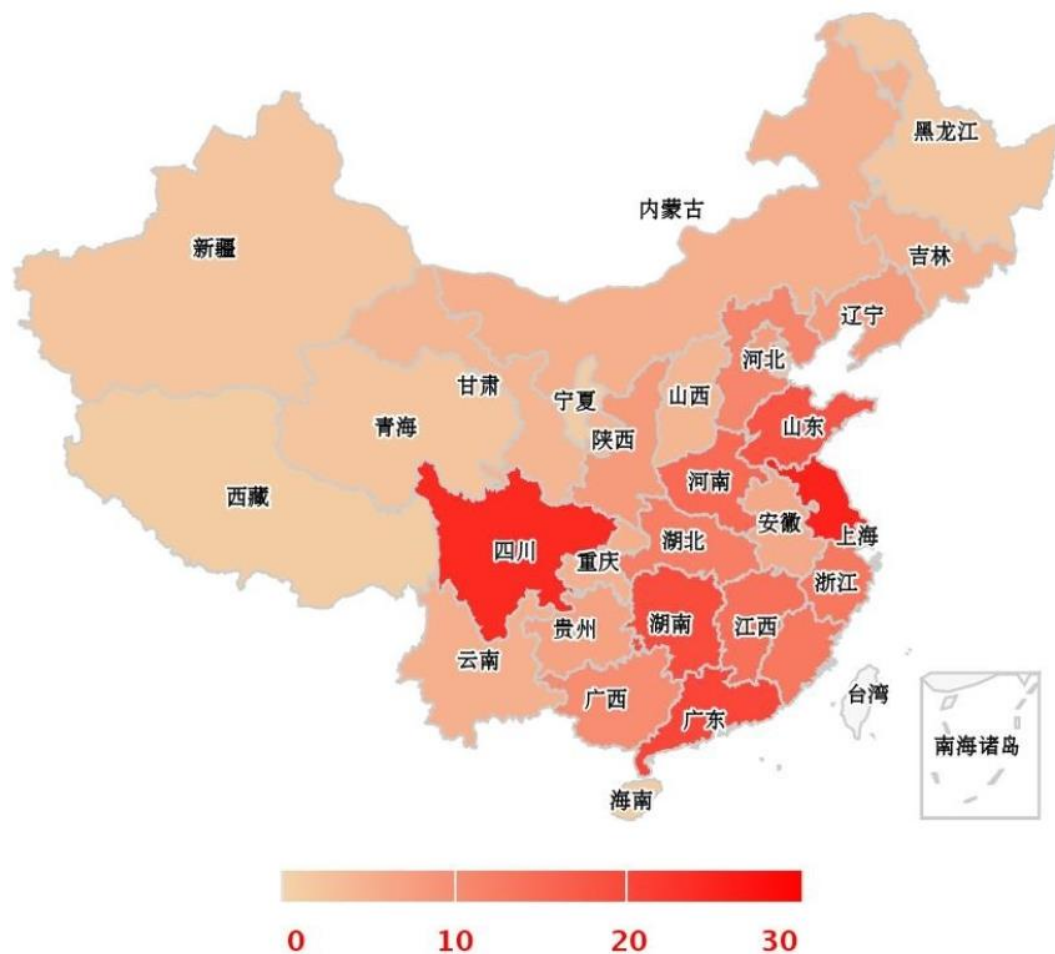 黑龙江
内蒙古
新疆
吉林
辽宁
河北
甘肃
宁夏
山西
青海
山东
陕西
河南
西藏
安徽
上海
四川
湖北
重庆
浙江
贵州
湖南
江西
云南
广西
广东
台湾
南海诸岛
海南
0 10 20 30